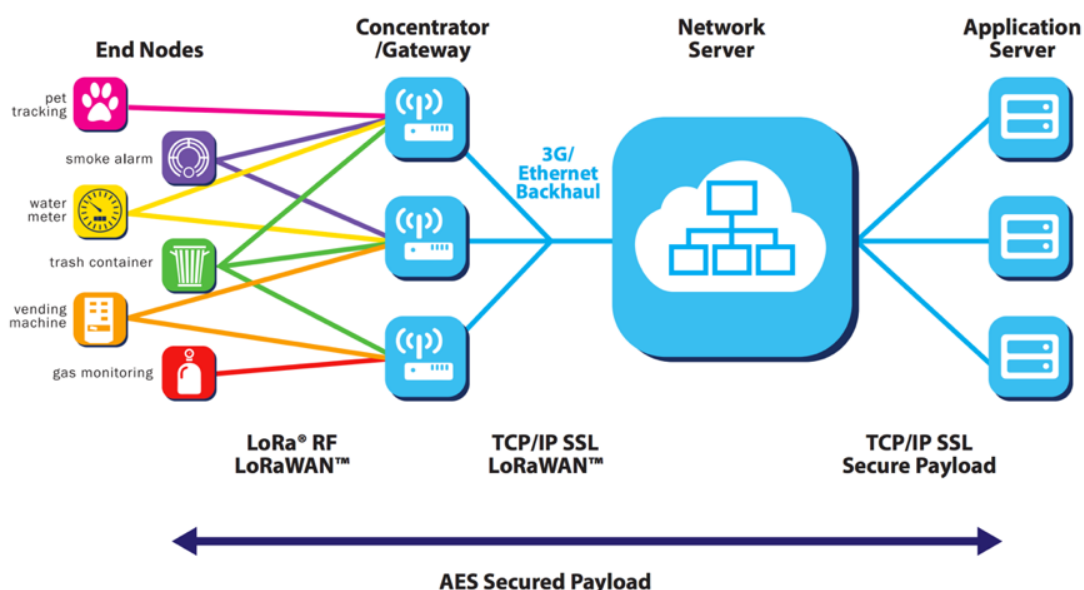 End Nodes
Concentrator
/Gateway
Network
Server
Application
Server
pet
tracking
smoke alarm
water
meter
trash container
vending
machine
gas monitoring
3G/
Ethernet
Backhaul
LoRa® RF
LoRaWAN™
TCP/IP SSL
LoRaWAN™
TCP/IP SSL
Secure Payload
AES Secured Payload